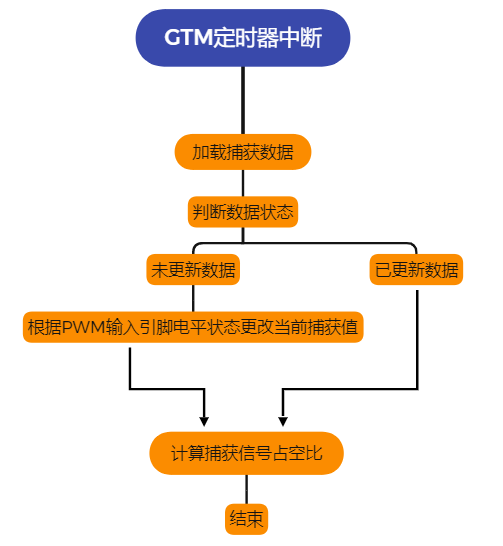 GTM定时器中断
加载捕获数据
判断数据状态
未更新数据
已更新数据
根据PWM输入引脚电平状态更改当前捕获值
计算捕获信号占空比
结束